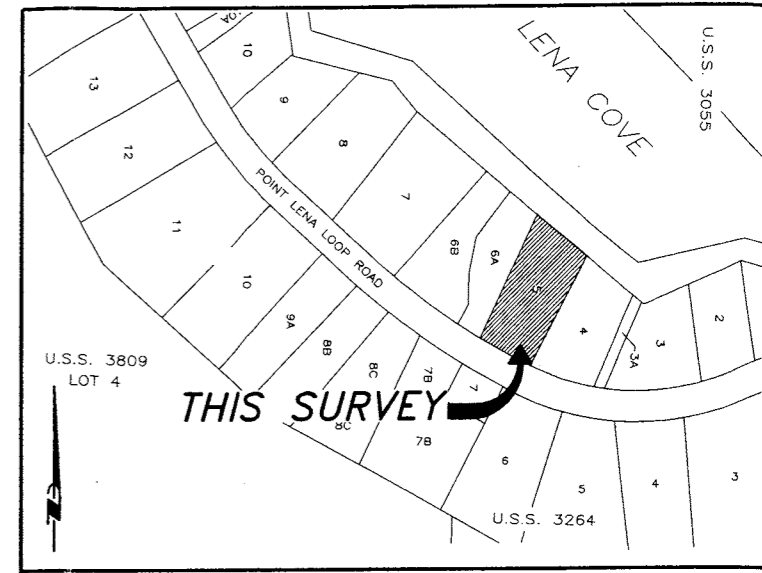 LENA COVE
U.S.S. 3055
13
12
11
10
9
8
7
6B
6A
5
4
3A
3
2
POINT LENA LOOP ROAD
10
9A
8B
8C
7B
7
8C
7B
6
5
4
3
U.S.S. 3809
LOT 4
THIS SURVEY
U.S.S. 3264
N